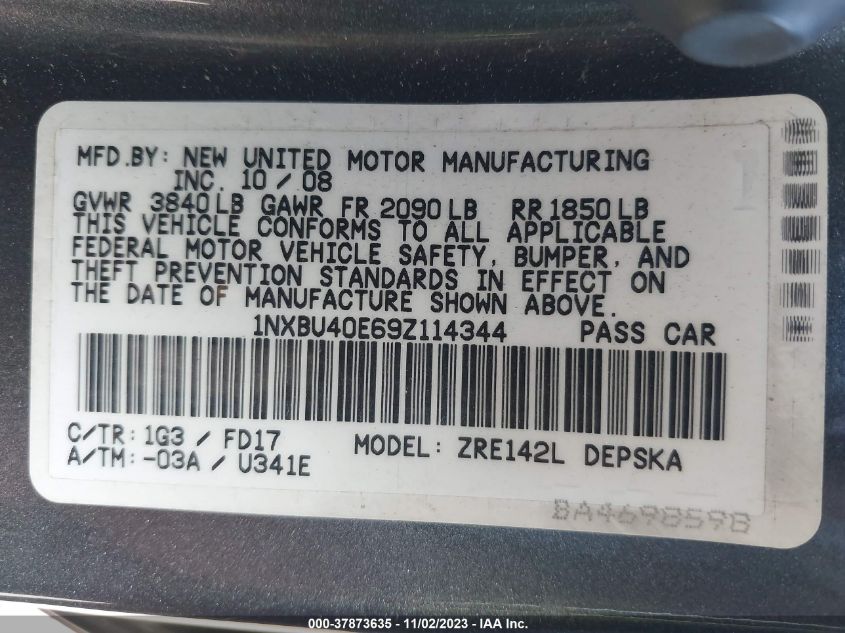 MFD.BY: NEW UNITED MOTOR MANUFACTURING
INC. 10 / 08
GVWR 3840 LB GAWR FR 2090 LB RR 1850 LB
THIS VEHICLE CONFORMS TO ALL APPLICABLE
FEDERAL MOTOR VEHICLE SAFETY, BUMPER, AND
THEFT PREVENTION STANDARDS IN EFFECT ON
THE DATE OF MANUFACTURE SHOWN ABOVE.
1NXBU40E69Z114344 PASS CAR
C/TR: 1G3 / FD17
A/TM: -03A / U341E
MODEL: ZRE142L DEPSKA
BA469859B
000-37873635 - 11/02/2023 - IAA Inc.